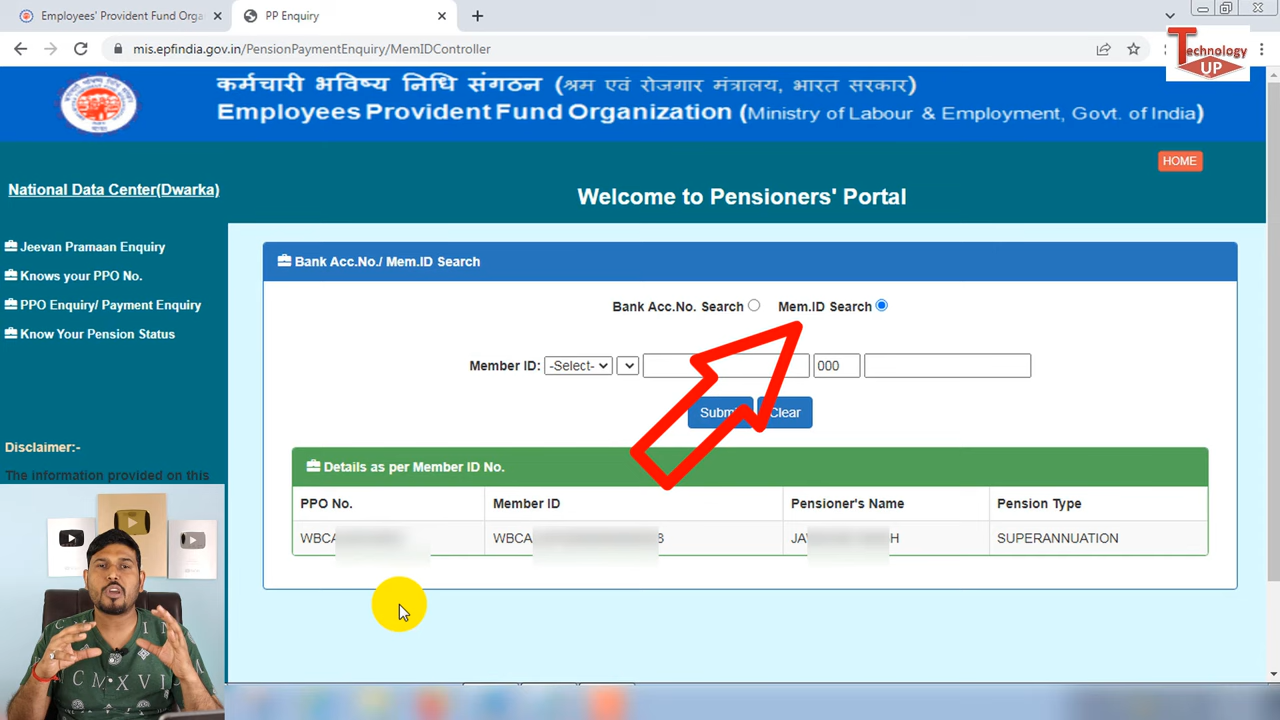 Employees' Provident Fund Orga
PP Enquiry
mis.epfindia.gov.in/PensionPaymentEnquiry/MemIDController
Technology
UP
कर्मचारी भविष्य निधि संगठन (श्रम एवं रोजगार मंत्रालय, भारत सरकार)
Employees Provident Fund Organization (Ministry of Labour & Employment, Govt. of India)
HOME
National Data Center(Dwarka)
Welcome to Pensioners' Portal
Jeevan Pramaan Enquiry
Knows your PPO No.
PPO Enquiry/ Payment Enquiry
Know Your Pension Status
Bank Acc.No./ Mem.ID Search
Bank Acc.No. Search
Mem.ID Search
Member ID: -Select- 000
Submit Clear
Disclaimer:-
The information provided on this
Details as per Member ID No.
PPO No. Member ID Pensioner's Name Pension Type
SUPERANNUATION